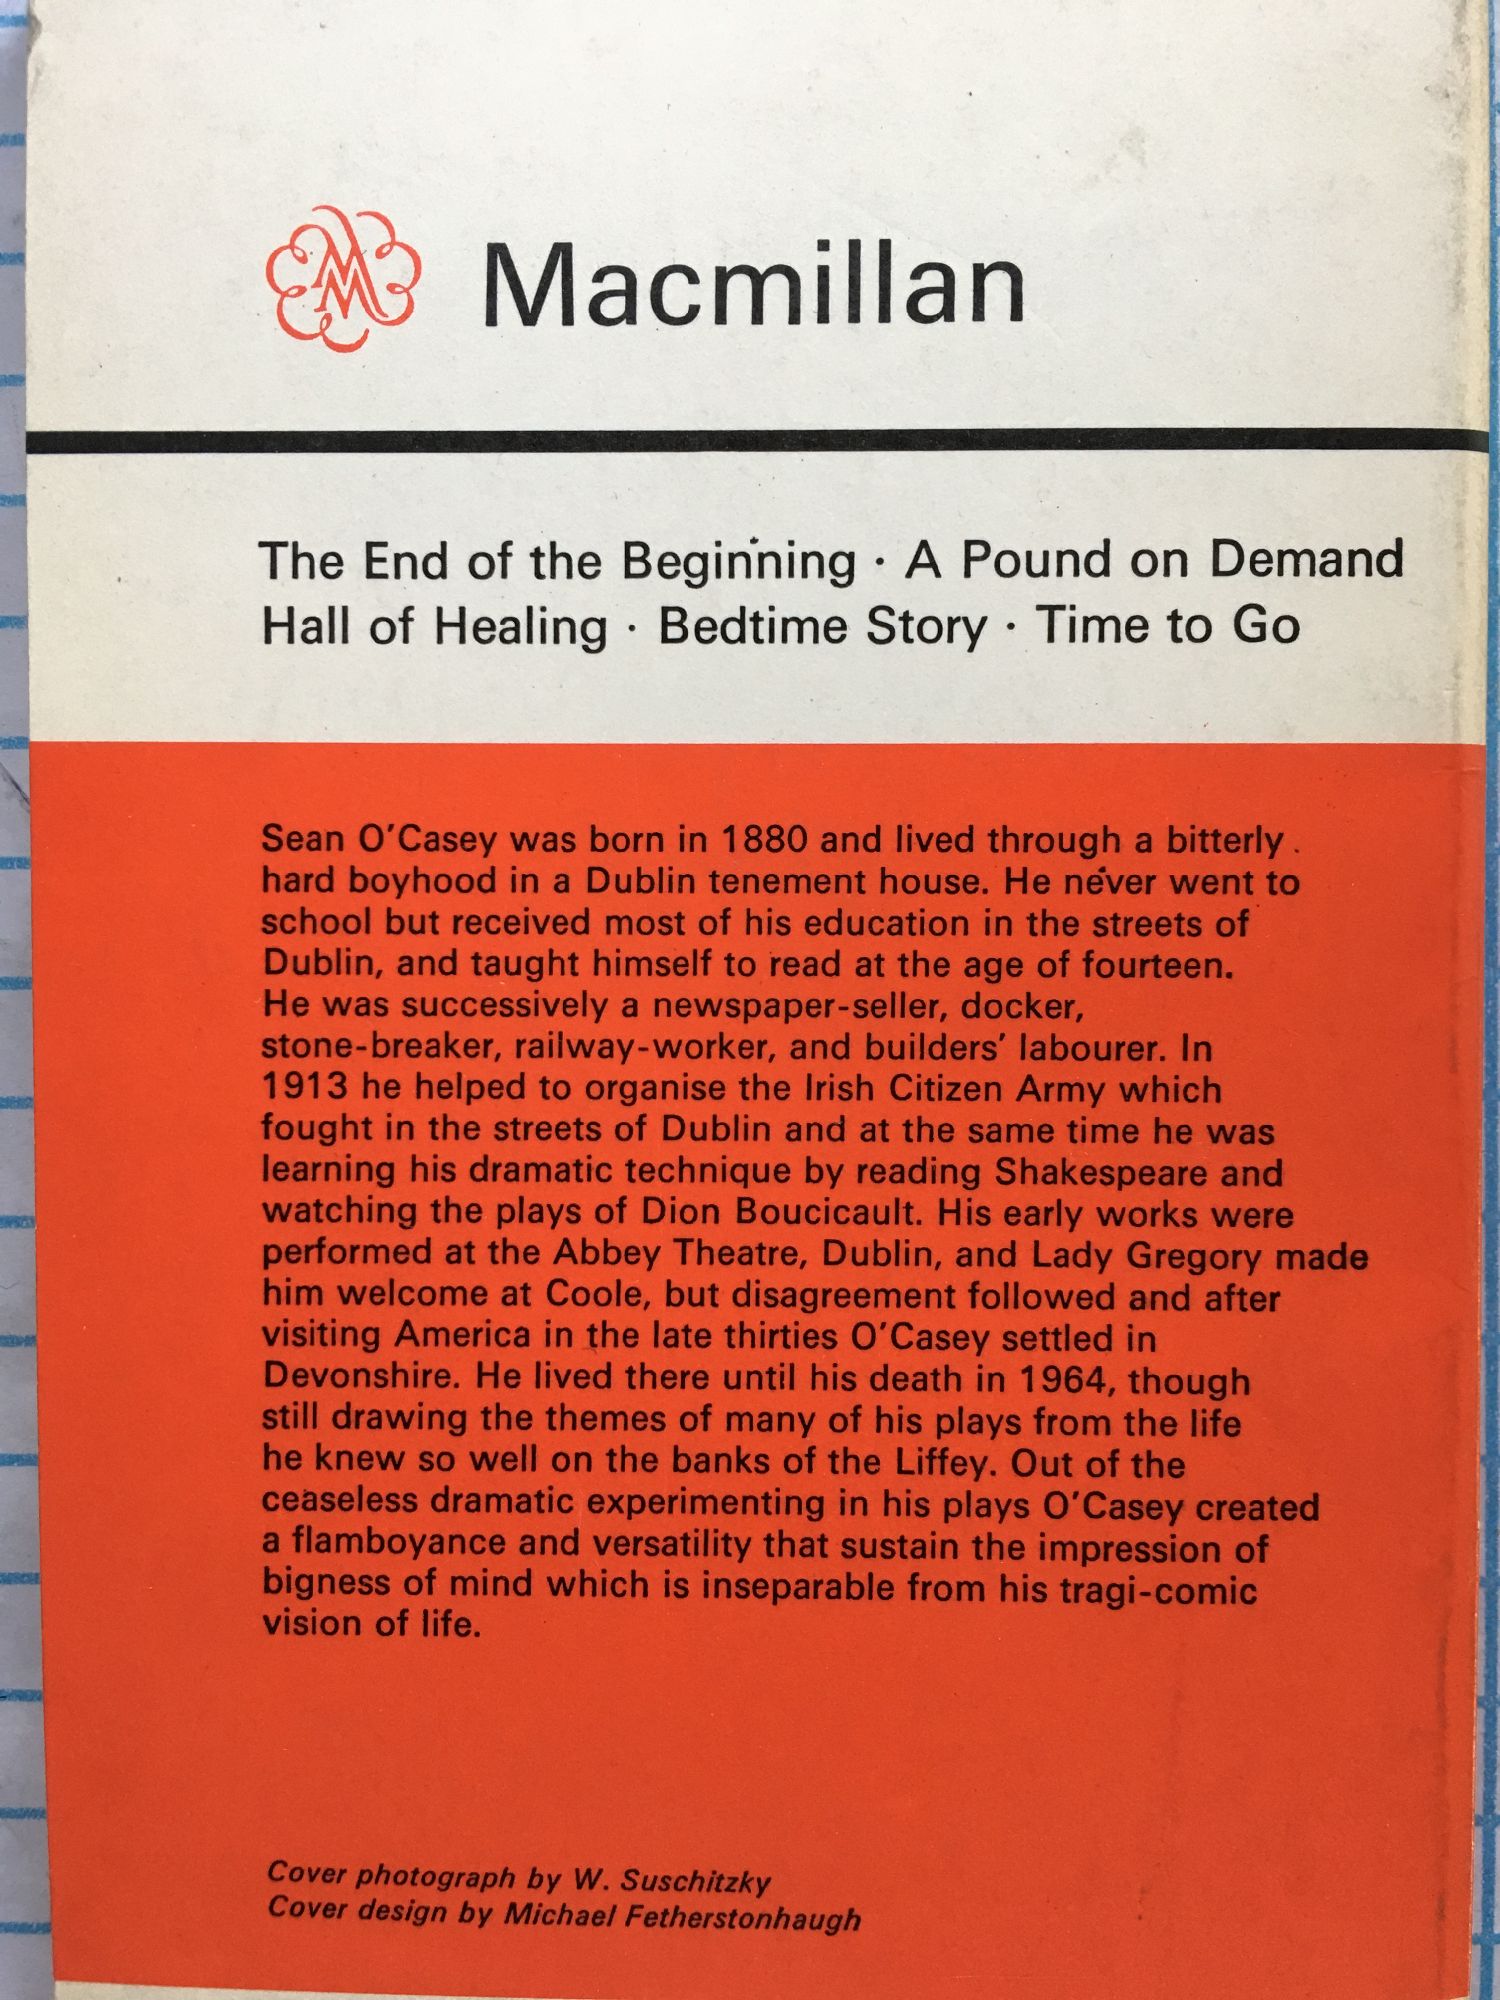 Macmillan
The End of the Beginning · A Pound on Demand
Hall of Healing · Bedtime Story · Time to Go
Sean O'Casey was born in 1880 and lived through a bitterly
hard boyhood in a Dublin tenement house. He never went to
school but received most of his education in the streets of
Dublin, and taught himself to read at the age of fourteen.
He was successively a newspaper-seller, docker,
stone-breaker, railway-worker, and builders' labourer. In
1913 he helped to organise the Irish Citizen Army which
fought in the streets of Dublin and at the same time he was
learning his dramatic technique by reading Shakespeare and
watching the plays of Dion Boucicault. His early works were
performed at the Abbey Theatre, Dublin, and Lady Gregory made
him welcome at Coole, but disagreement followed and after
visiting America in the late thirties O'Casey settled in
Devonshire. He lived there until his death in 1964, though
still drawing the themes of many of his plays from the life
he knew so well on the banks of the Liffey. Out of the
ceaseless dramatic experimenting in his plays O'Casey created
a flamboyance and versatility that sustain the impression of
bigness of mind which is inseparable from his tragi-comic
vision of life.
Cover photograph by W. Suschitzky
Cover design by Michael Fetherstonhaugh